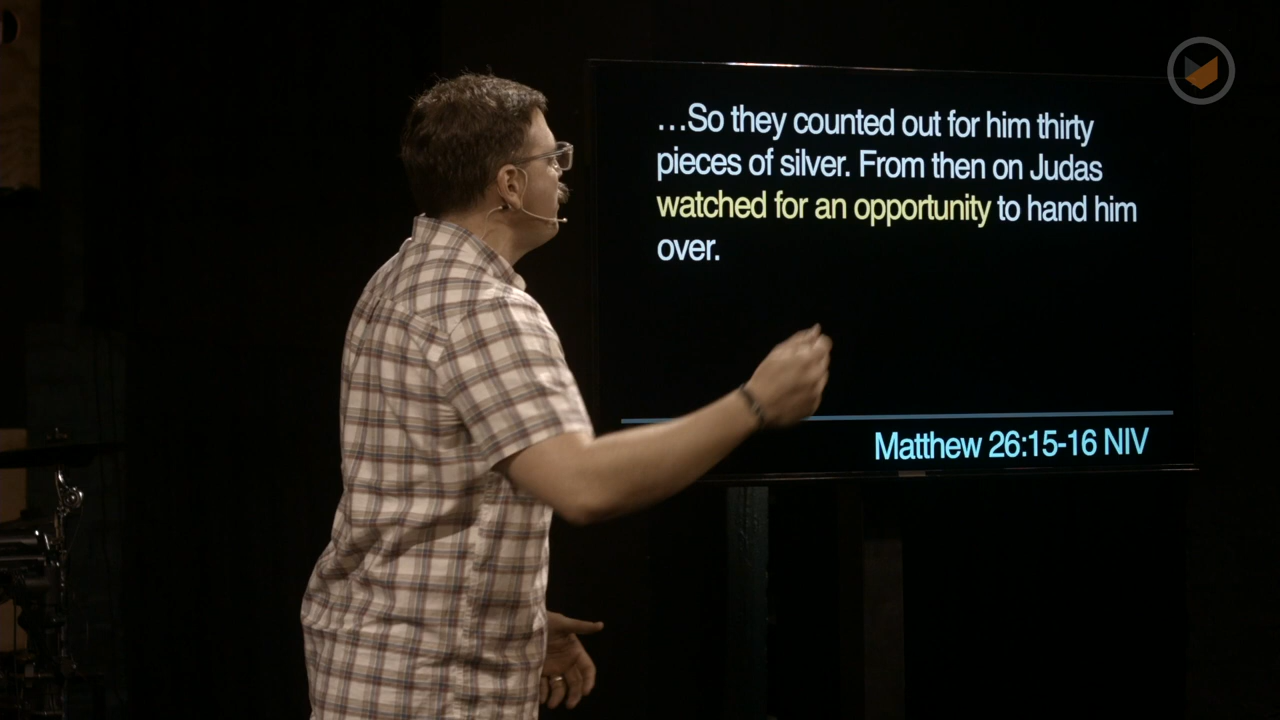 …So they counted out for him thirty
pieces of silver. From then on Judas
watched for an opportunity to hand him
over.
Matthew 26:15-16 NIV